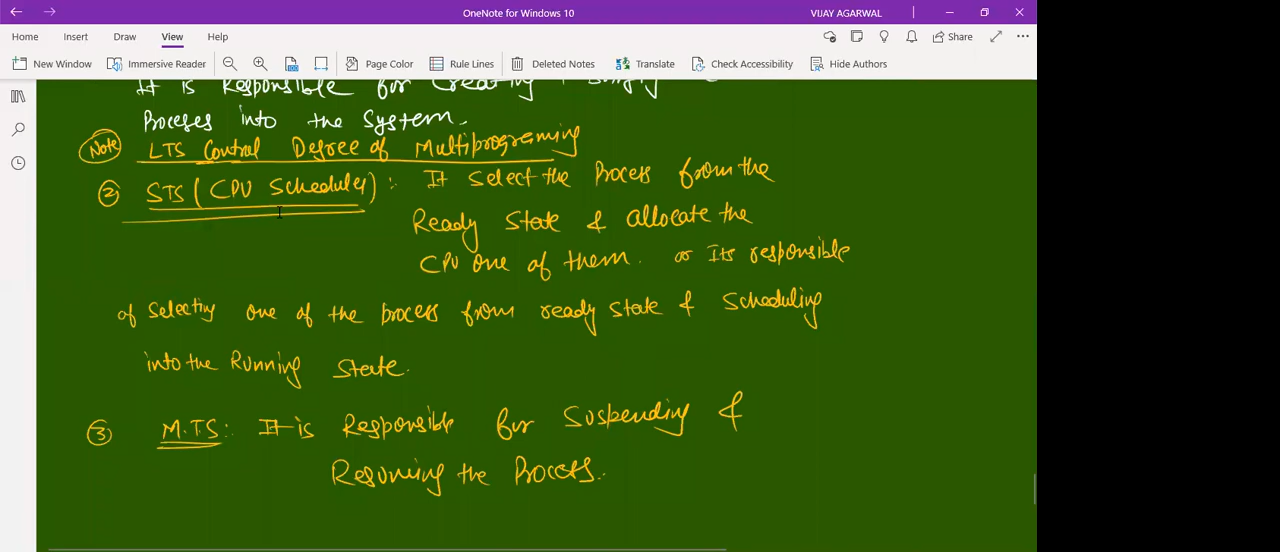 OneNote for Windows 10
VIJAY AGARWAL
Home Insert Draw View Help
Share
New Window Immersive Reader Page Color Rule Lines Deleted Notes Translate Check Accessibility Hide Authors
It is Responsible for Creating
Proceses into the System.
Note LTS Control Degree of Multiprograming
② STS (CPU Scheduler) : It Select the Process from the
Ready State & allocate the
CPU one of them. or Its responsible
of Selecting one of the process from ready state & Scheduling
into the Running State.
③ M.T.S : It is Responsible for Suspending &
Resuming the Process.